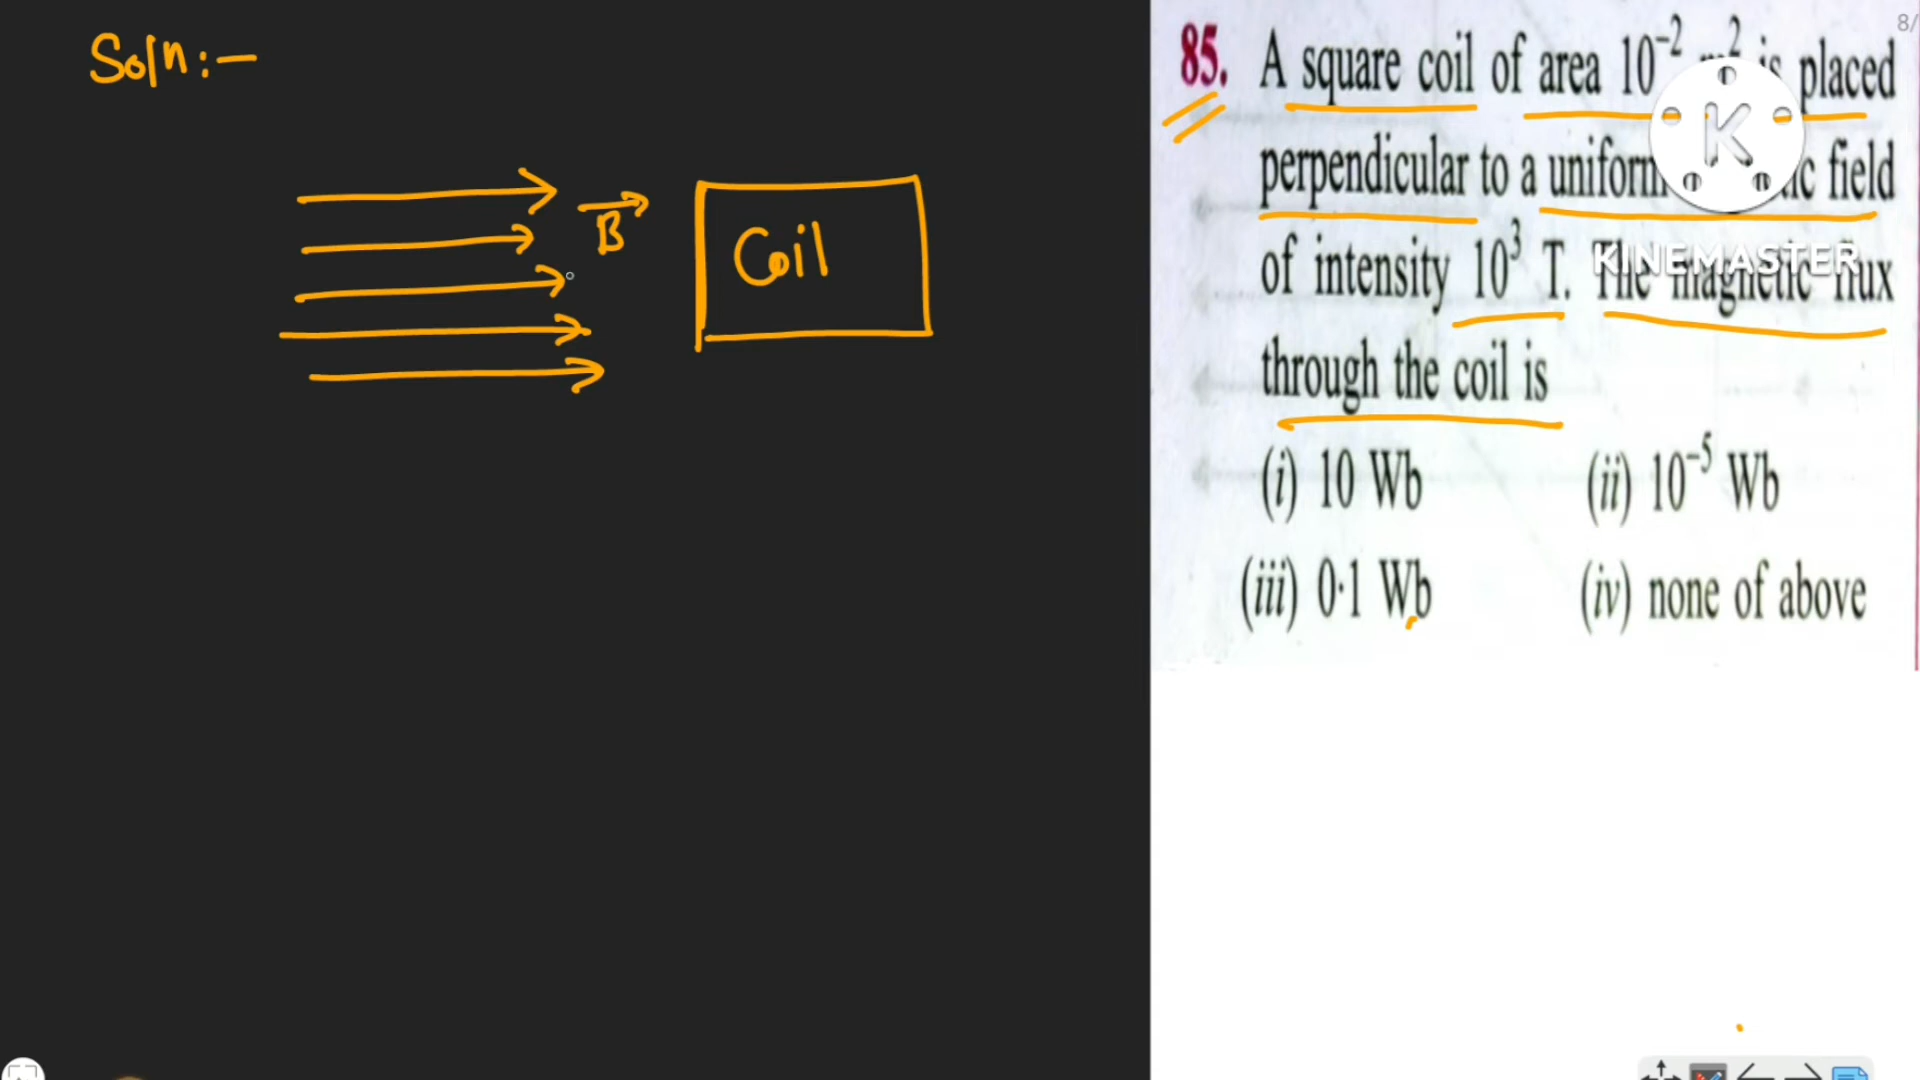 Soln:-
B
Coil
8/
85. A square coil of area 10⁻² m² is placed
perpendicular to a uniform field
of intensity 10³ T. The magnetic flux
through the coil is
(i) 10 Wb (ii) 10⁻⁵ Wb
(iii) 0·1 Wb (iv) none of above
K
KINEMASTER